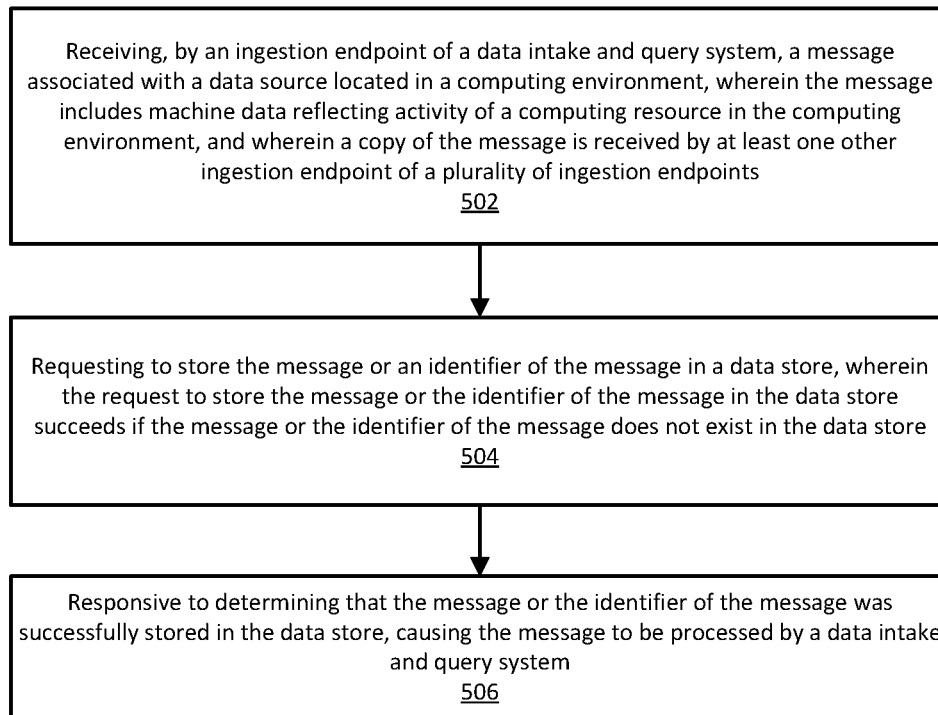 Receiving, by an ingestion endpoint of a data intake and query system, a message
associated with a data source located in a computing environment, wherein the message
includes machine data reflecting activity of a computing resource in the computing
environment, and wherein a copy of the message is received by at least one other
ingestion endpoint of a plurality of ingestion endpoints
502
Requesting to store the message or an identifier of the message in a data store, wherein
the request to store the message or the identifier of the message in the data store
succeeds if the message or the identifier of the message does not exist in the data store
504
Responsive to determining that the message or the identifier of the message was
successfully stored in the data store, causing the message to be processed by a data intake
and query system
506